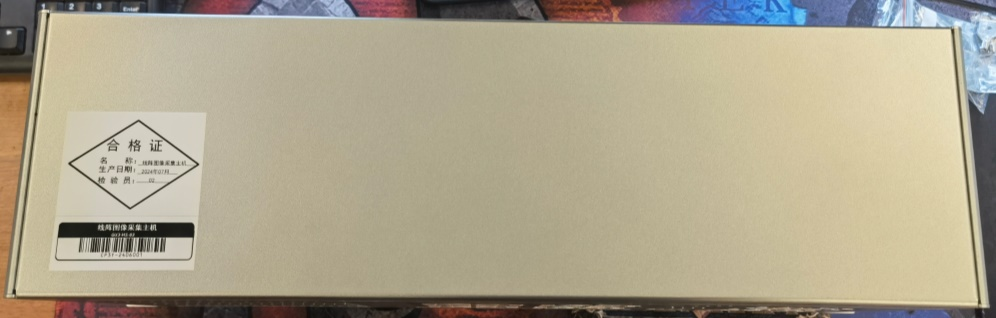 合格证
名 称：线阵图像采集主机
生产日期：2024年07月
检 验 员：02
线阵图像采集主机